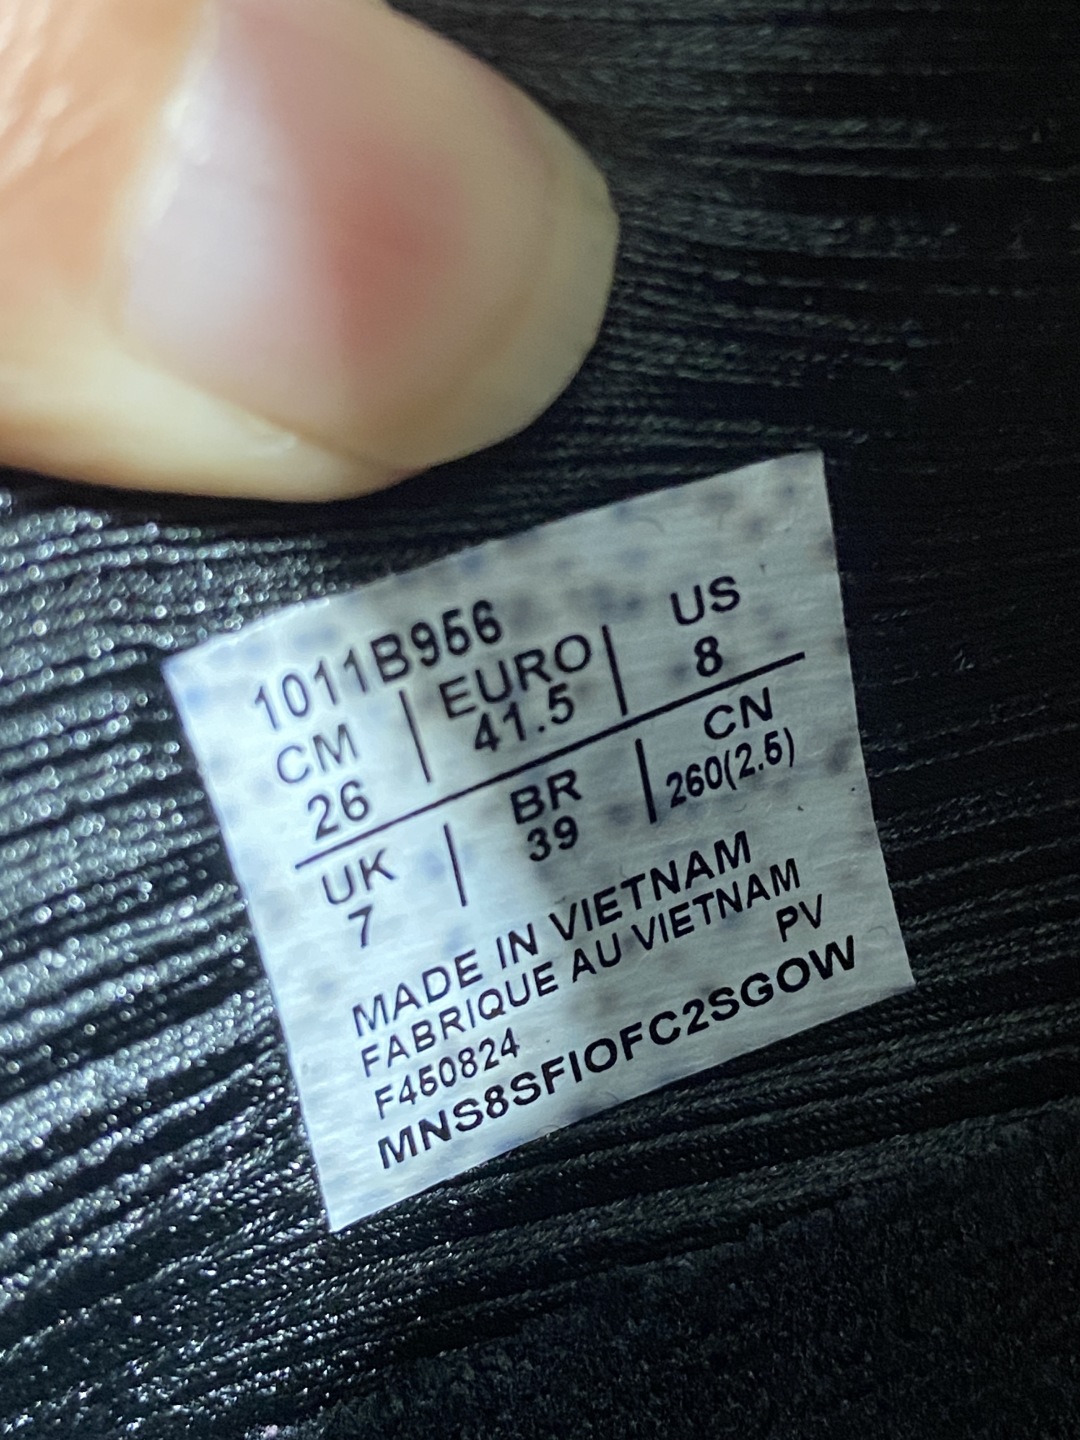 1011B956
CM | EURO | US
26 | 41.5 | 8
UK | BR | CN
7 | 39 | 260(2.5)
MADE IN VIETNAM
FABRIQUE AU VIETNAM
PV
F450824
MNS8SFIOFC2SGOW